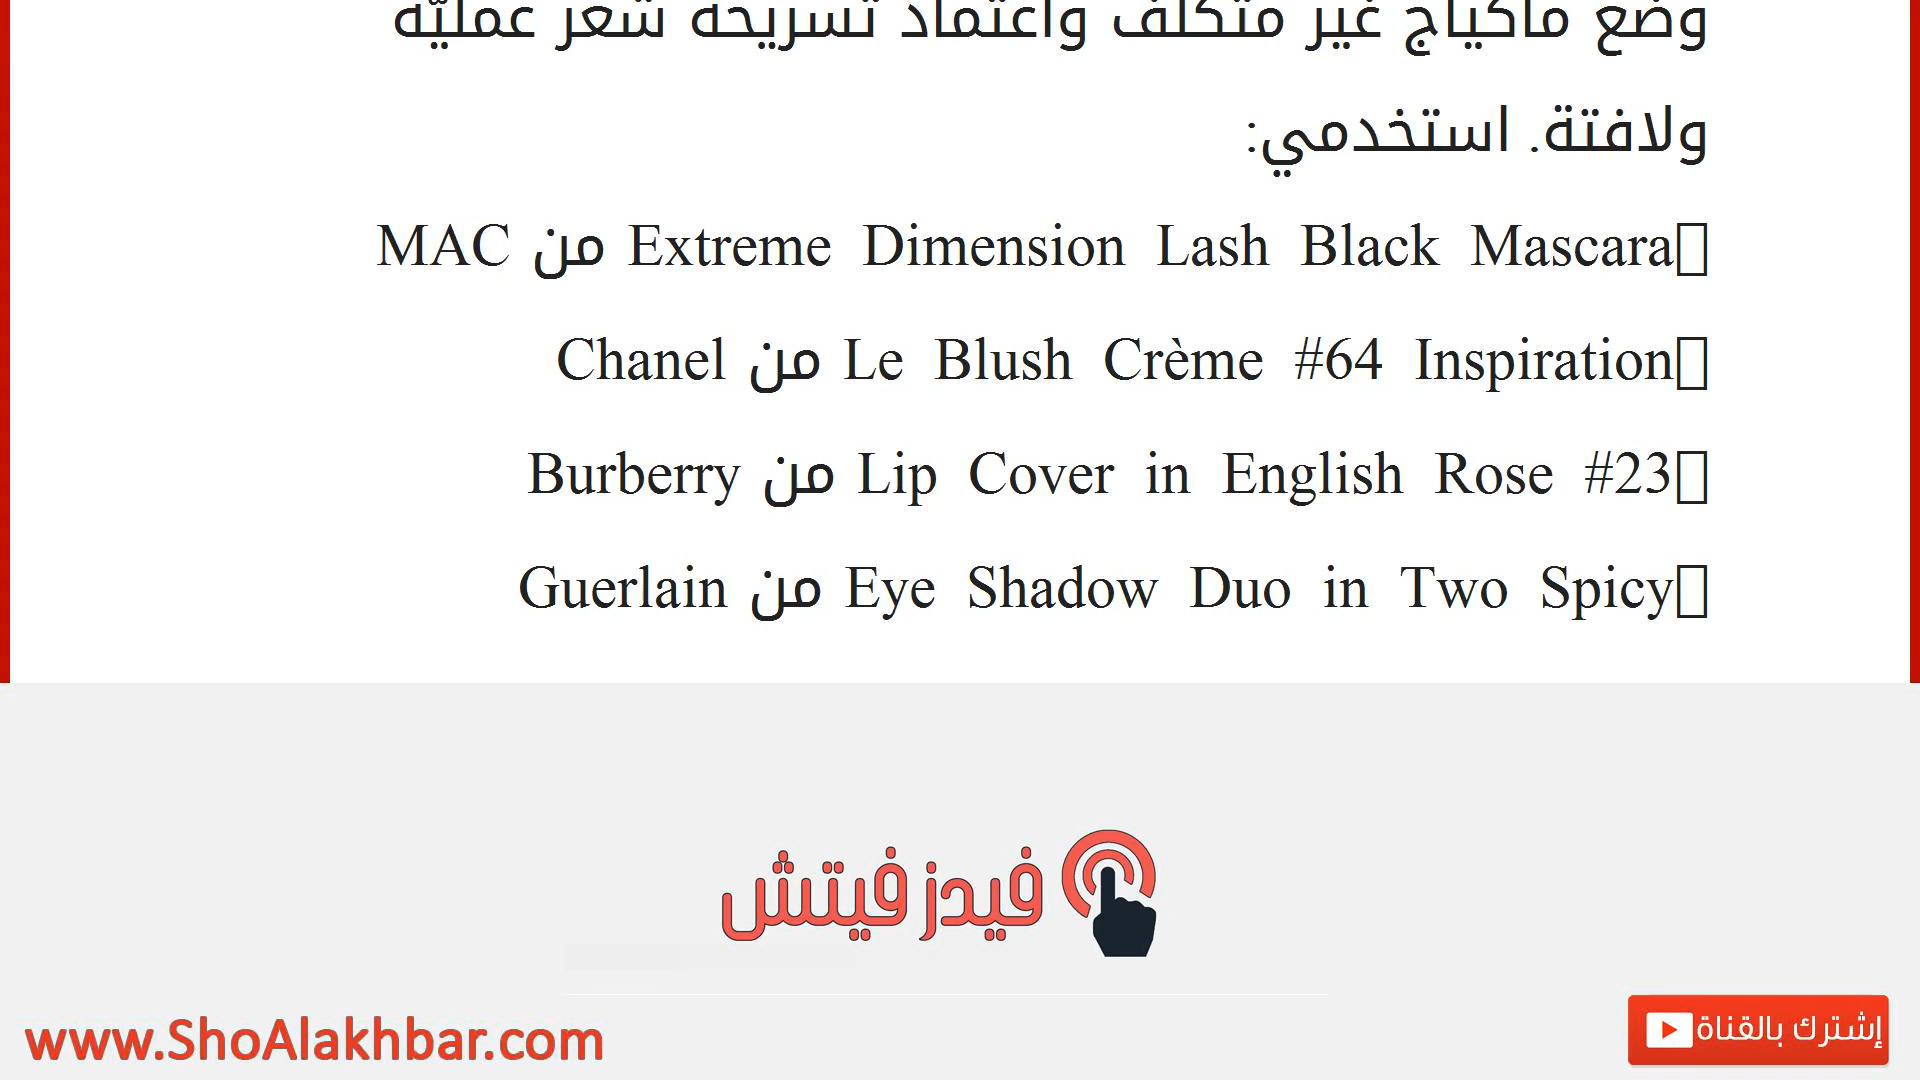 وضع ماكياج غير متكلف واعتماد تسريحة شعر عمليّة
ولافتة. استخدمي:
Extreme Dimension Lash Black Mascara من MAC
Le Blush Crème #64 Inspiration من Chanel
Lip Cover in English Rose #23 من Burberry
Eye Shadow Duo in Two Spicy من Guerlain
فيدز فيتش
www.ShoAlakhbar.com
إشترك بالقناة